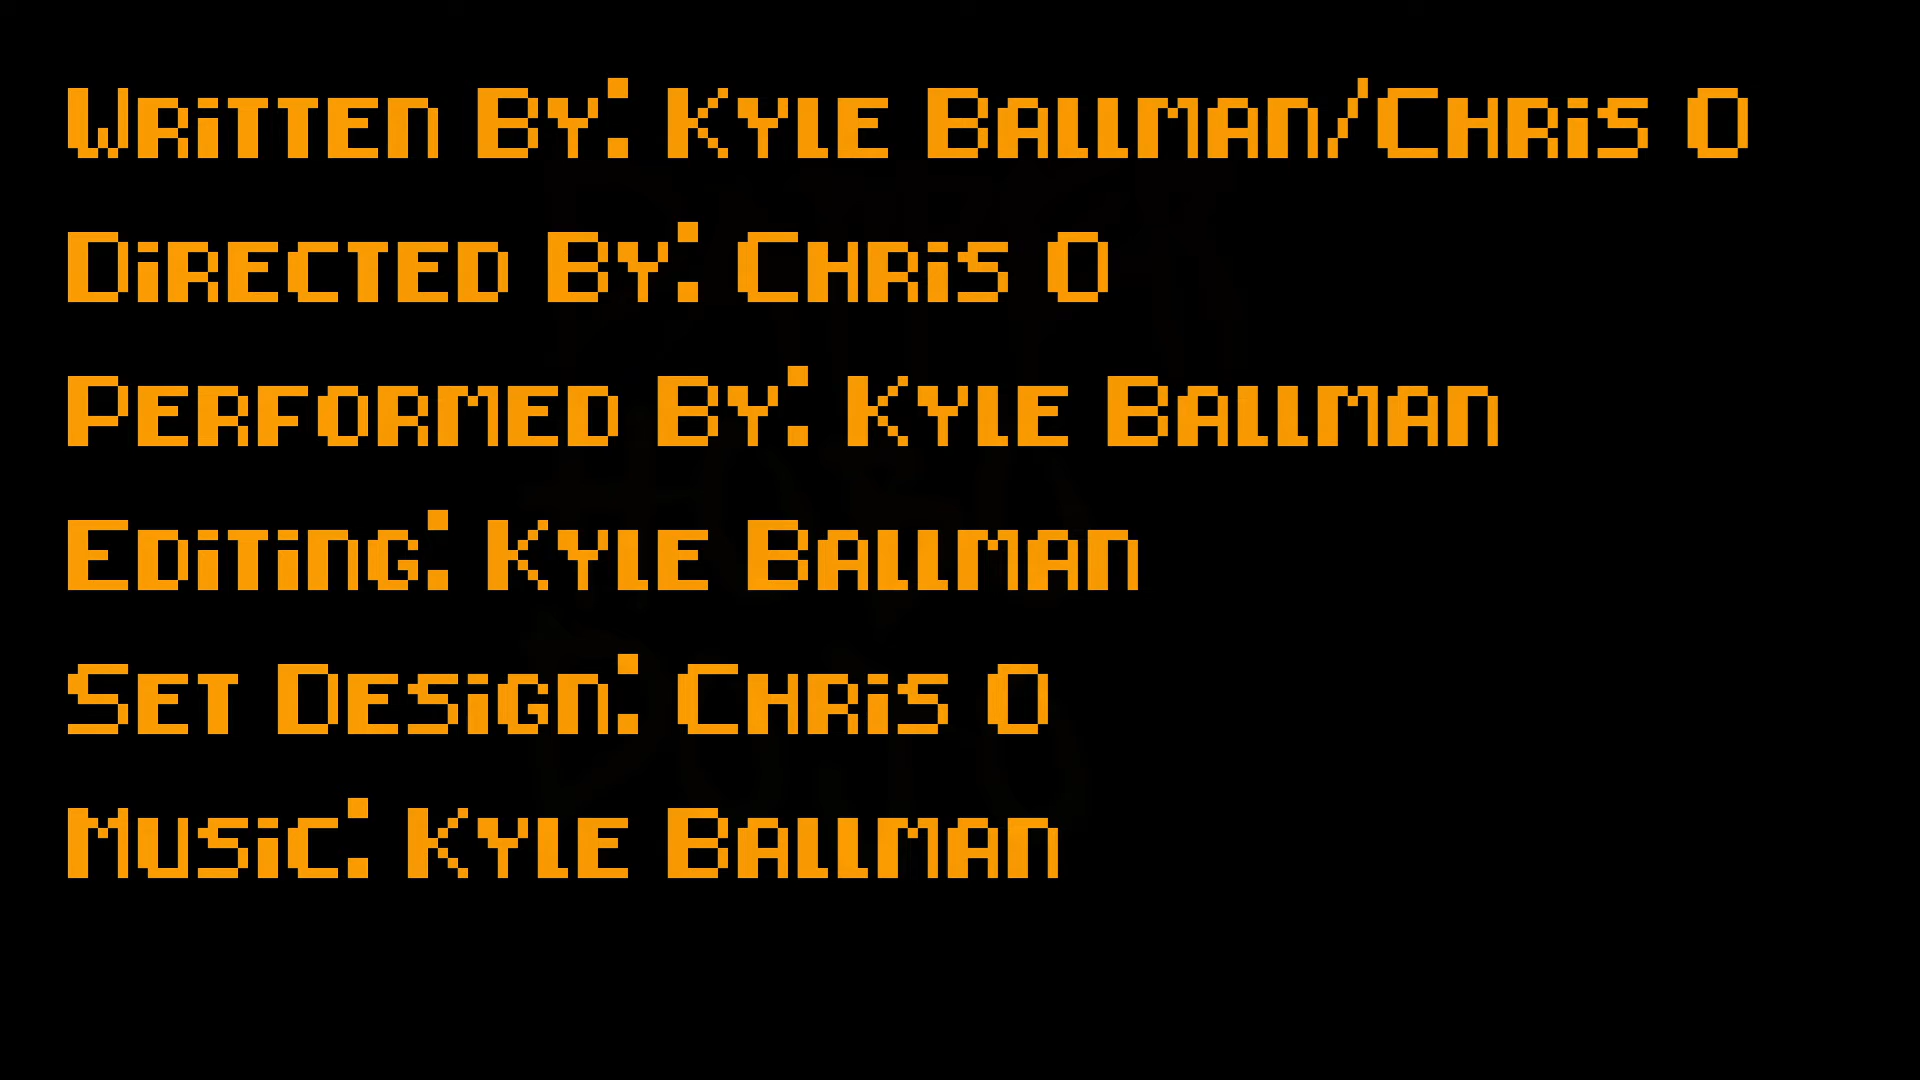 Written By: Kyle Ballman/Chris O
Directed By: Chris O
Performed By: Kyle Ballman
Editing: Kyle Ballman
Set Design: Chris O
Music: Kyle Ballman